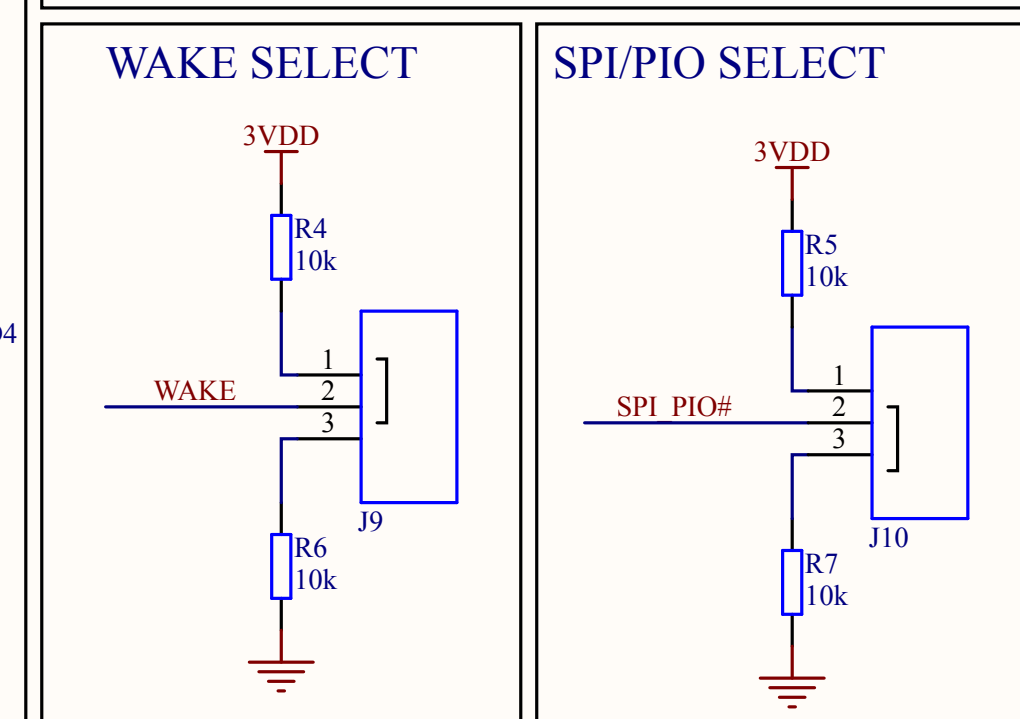 WAKE SELECT
3VDD
R4
10k
1
WAKE
2
3
J9
R6
10k
SPI/PIO SELECT
3VDD
R5
10k
1
SPI_PIO#
2
3
J10
R7
10k